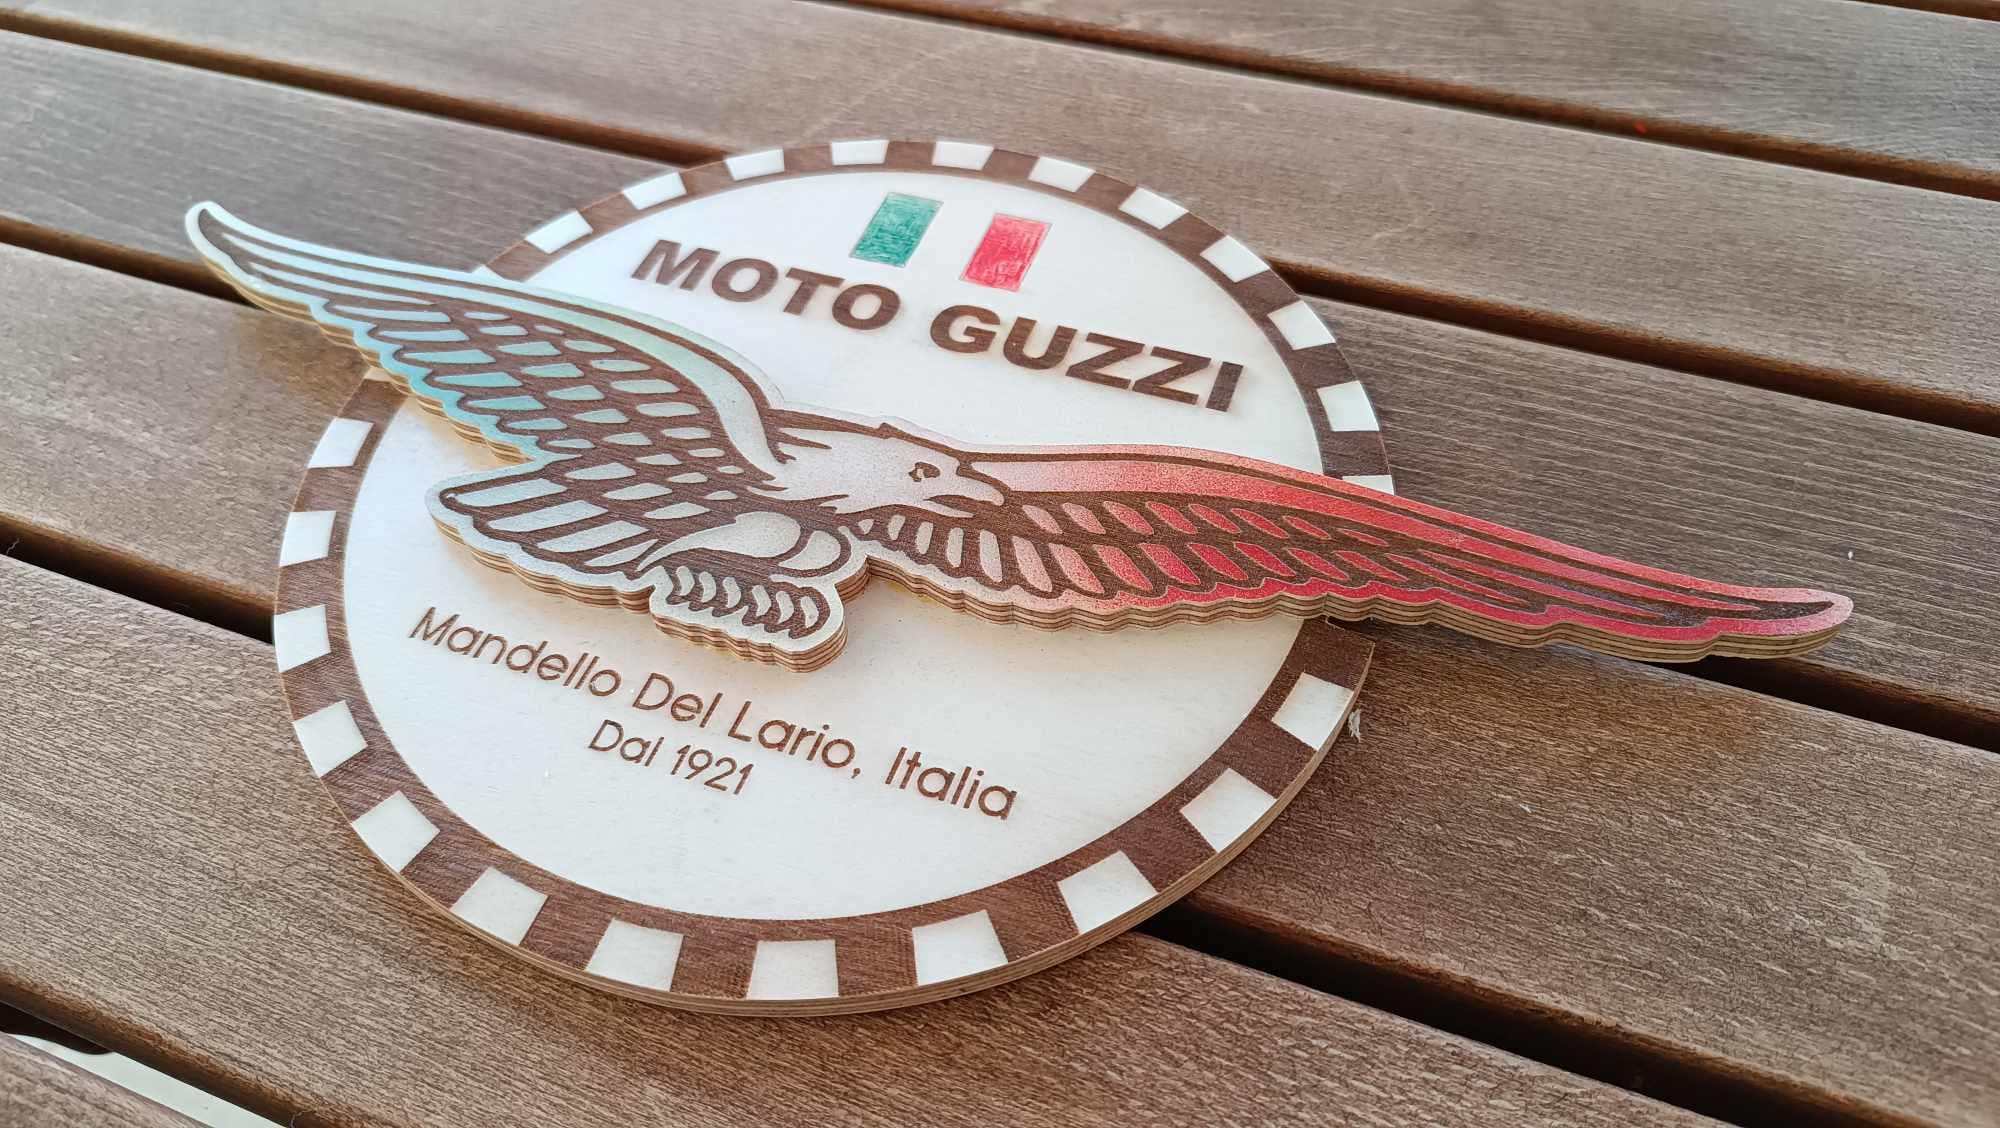 MOTO GUZZI
Mandello Del Lario, Italia
Dal 1921